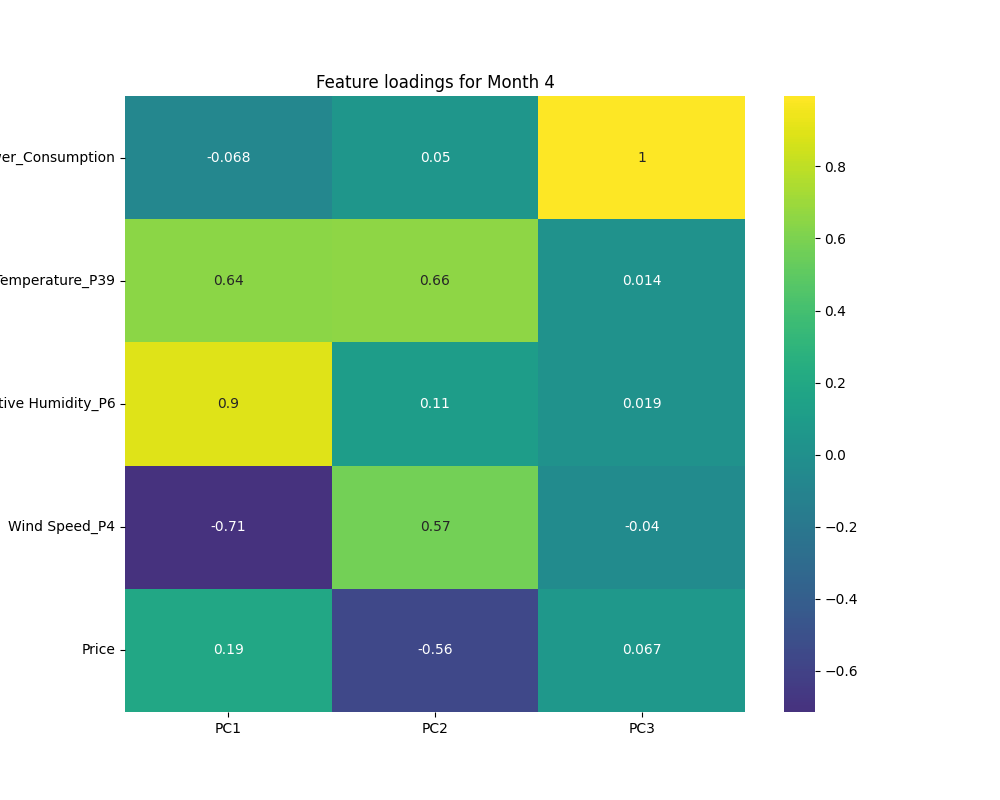 Feature loadings for Month 4
er_Consumption -0.068 0.05 1
Temperature_P39 0.64 0.66 0.014
tive Humidity_P6 0.9 0.11 0.019
Wind Speed_P4 -0.71 0.57 -0.04
Price 0.19 -0.56 0.067
PC1 PC2 PC3
0.8
0.6
0.4
0.2
0.0
−0.2
−0.4
−0.6